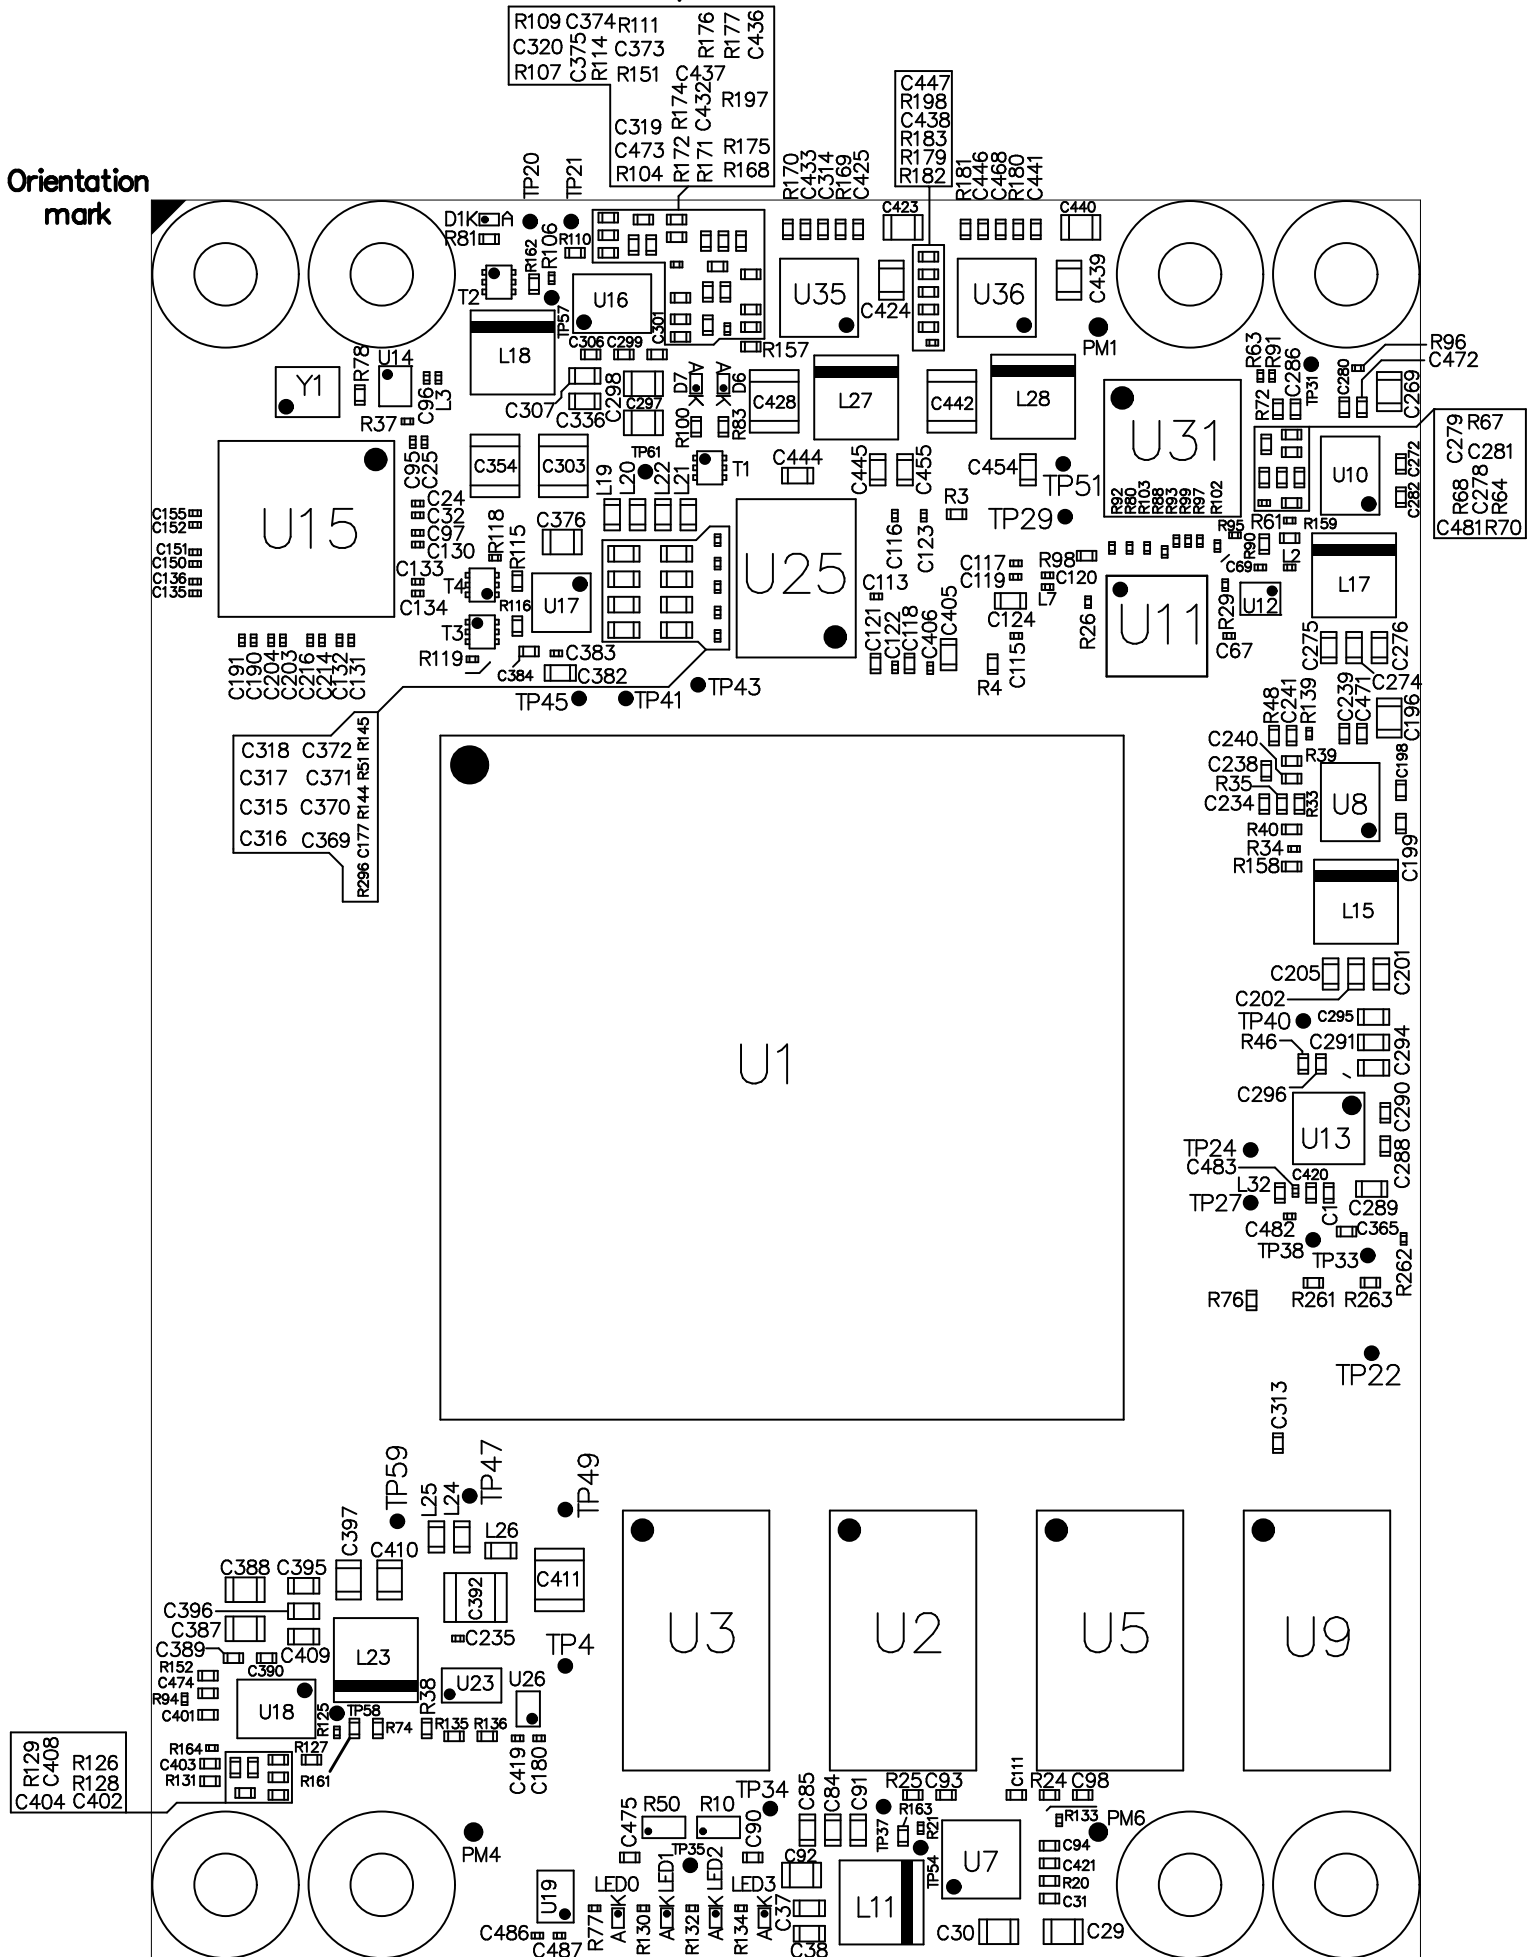 R109 C374 R111
C320 C375 R114 C373
R107 R151 C437
R176 R177 C436
R174 C432 R197
C319
C473 R172 R171 R175
R104 R168
C447
R198
C438
R183
R179
R182
Orientation
mark
TP20 TP21
R170 C433 C314 R169 C425
R181 C446 C468 R180 C441
C423 C440
D1 K A
R81 R162 R106 R110
T2 TP57 U16 C301
U35 C424 U36 C439
PM1
L18 C306 C299 R157
R78 U14 Y1 C96 L3
R37
C307 C336 C298 C297
D7 A K A K D6
R100 R83
C428 L27 C442 L28
R63 R91 C286 TP31 C280
R96
C472
C269
R72
U31
R92 R80 R103 R88 R93 R99 R97 R102
U10 C272 C282
C279 R67
C281
R68 C278 R64
C481 R70
C95 C25
C354 C303
TP61 T1
L19 L20 L22 L21
C444 C445 C455 C454
TP51
R3 TP29
U15
C155
C152
C151
C150
C136
C135
C24
C32
C97
C130
C133
C134
R118 R115 C376
T4 R116 U17
T3
R119 C384 C383
C382
U25
C116 C123
C113
C117
C119
R98
C120
L7
C124
C121 C122 C118 C406 C405
R4 C115 R26
U11
R95 R90 R61 R159
C69 L2
R29 U12 L17
C67
C275 C276
C274
C191 C190 C204 C203 C216 C214 C132 C131
TP45 TP41 TP43
C318 C372 R145
C317 C371 R51
C315 C370 R144
C316 C369 C177
R296
R48 C241 R139 C239 C471 C196
C240
C238 R39 C198
R35
C234 R33 U8
R40
R34
R158 C199
L15
C205 C201
C202
TP40 C295
R46 C291 C294
C296
U1
U13 C290 C288
TP24
C483 C420
L32
TP27 C1 C289
C482 C365
TP38 TP33 R262
R76 R261 R263
TP22
C313
TP59 TP47 TP49
L25 L24
C397 L26
C410
C388 C395
C396
C387
C392 C411
C389 C409 C235
C390 L23
TP4
R152
C474
R94
C401
U18 R125 TP58 R74 R38
U23 U26
R135 R136
R164
C403
R131
R127
R161
C419 C180
U3 U2 U5 U9
R129 C408 R126
R128
C404 C402
PM4
C475 R50 R10 TP34
C90
TP35
C85 C84 C91
R25 C93 C111 R24 C98
TP37 R163 R21
TP54 U7
R133
PM6
C94
C421
R20
C31
C92
U19
LED0 LED1 LED2 LED3
A K A K A K A K
R77 R130 R132 R134
C37
L11
C30 C29
C486
C487
C38